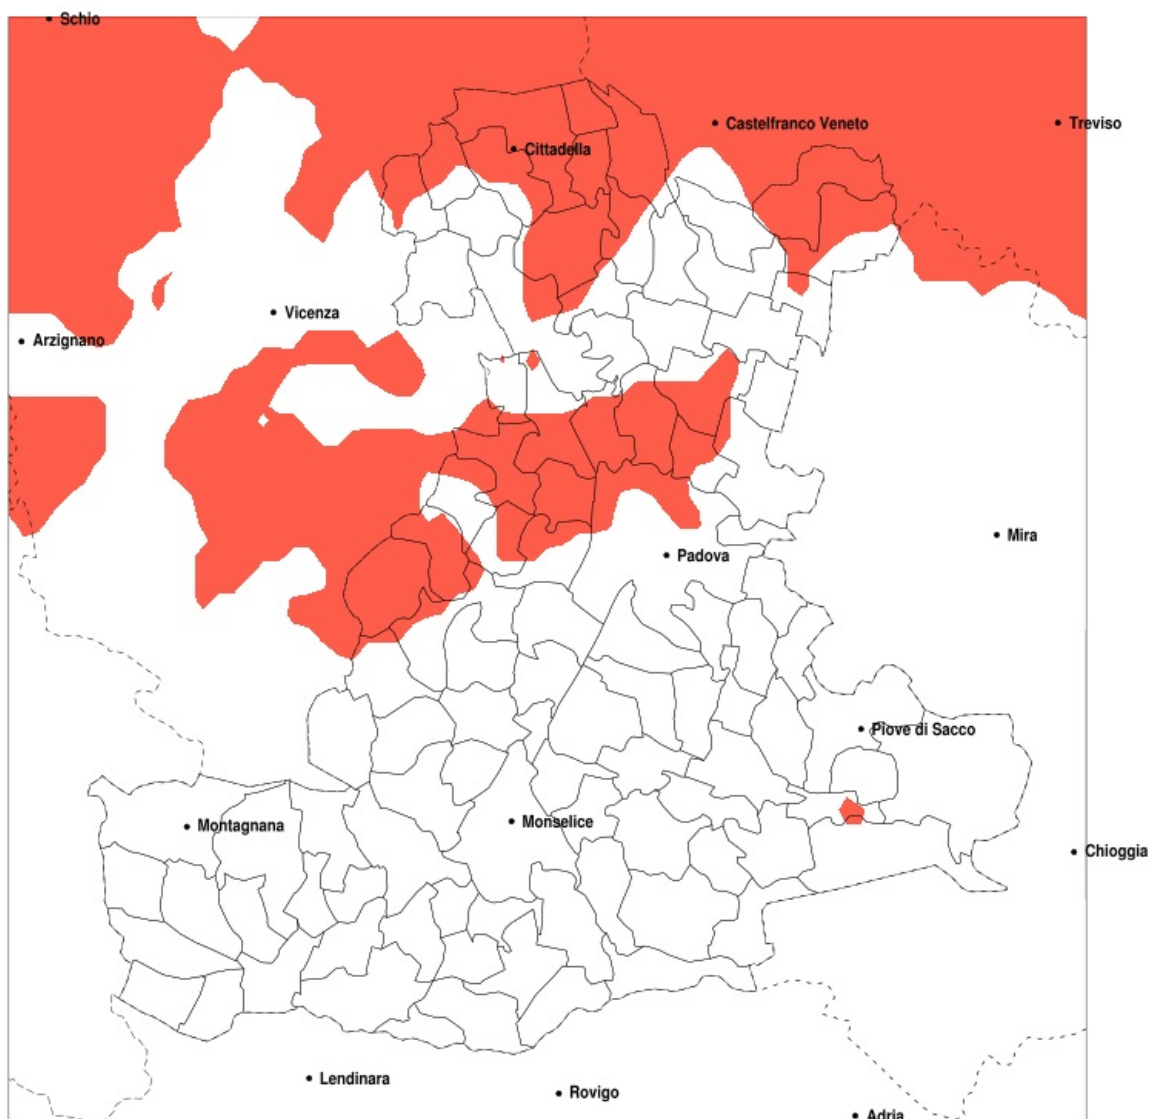 Schio
Castelfranco Veneto
Treviso
Cittadella
Vicenza
Arzignano
Mira
Padova
Piove di Sacco
Montagnana
Monselice
Chioggia
Lendinara
Rovigo
Adria